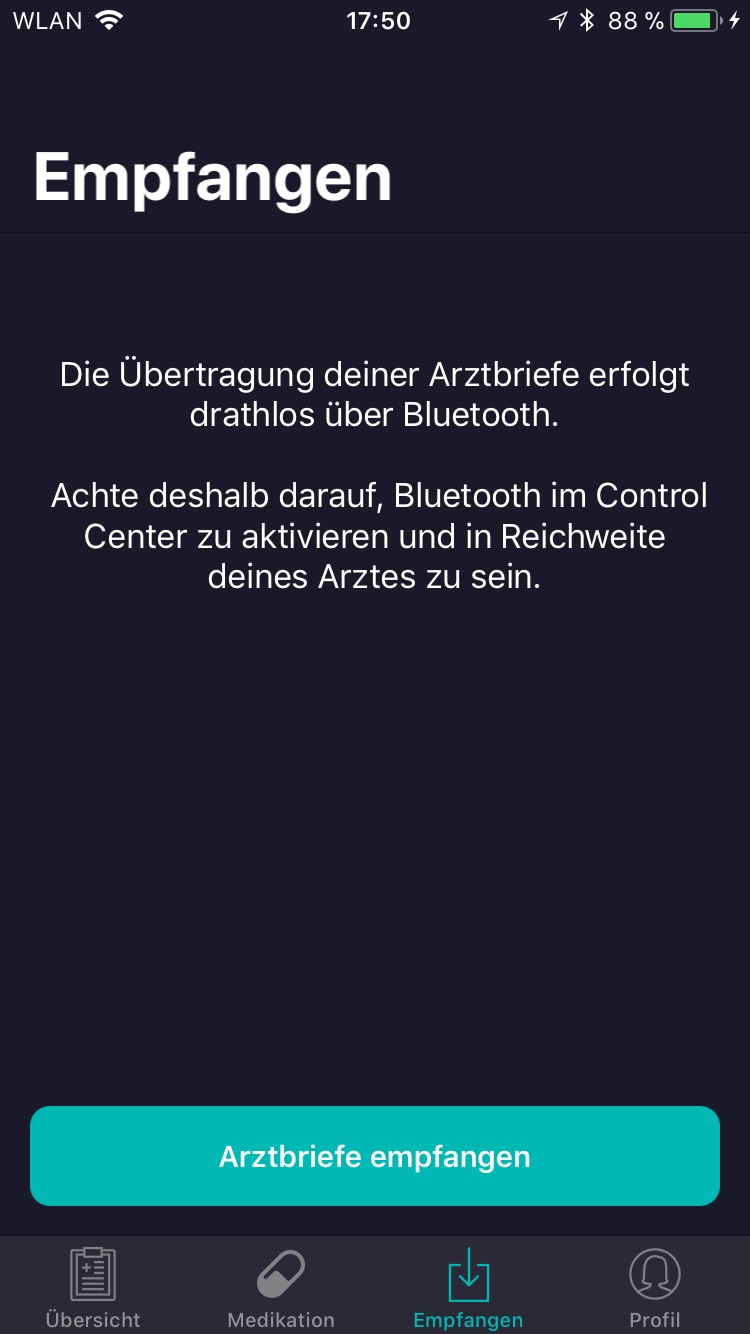 WLAN 17:50 88 %
Empfangen
Die Übertragung deiner Arztbriefe erfolgt
drathlos über Bluetooth.
Achte deshalb darauf, Bluetooth im Control
Center zu aktivieren und in Reichweite
deines Arztes zu sein.
Arztbriefe empfangen
Übersicht Medikation Empfangen Profil